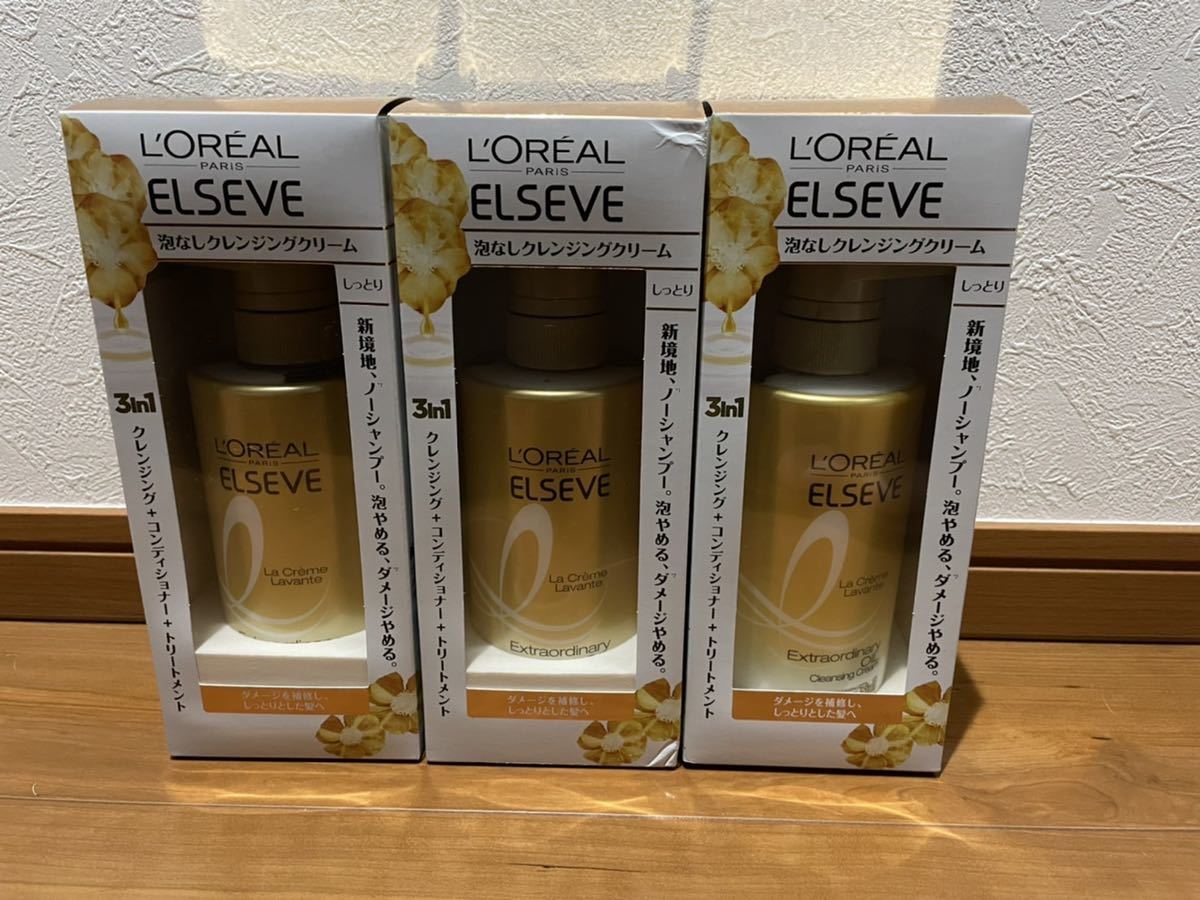 L'ORÉAL
PARIS
ELSEVE
泡なしクレンジングクリーム
しっとり
新境地、ノーシャンプー。泡やめる、ダメージやめる。
3in1
クレンジング+コンディショナー+トリートメント
L'ORÉAL
PARIS
ELSEVE
La Crème
Lavante
ダメージを補修し、
しっとりとした髪へ
L'ORÉAL
PARIS
ELSEVE
泡なしクレンジングクリーム
しっとり
新境地、ノーシャンプー。泡やめる、ダメージやめる。
3in1
クレンジング+コンディショナー+トリートメント
L'ORÉAL
PARIS
ELSEVE
La Crème
Lavante
Extraordinary
ダメージを補修し、
しっとりとした髪へ
L'ORÉAL
PARIS
ELSEVE
泡なしクレンジングクリーム
しっとり
新境地、ノーシャンプー。泡やめる、ダメージやめる。
3in1
クレンジング+コンディショナー+トリートメント
L'ORÉAL
PARIS
ELSEVE
La Crème
Lavante
Extraordinary
Oil
Cleansing Cream
ダメージを補修し、
しっとりとした髪へ